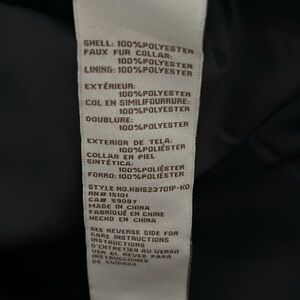 SHELL: 100%POLYESTER
FAUX FUR COLLAR:
100%POLYESTER
LINING: 100%POLYESTER
EXTÉRIEUR:
100%POLYESTER
COL EN SIMILIFOURRURE:
100%POLYESTER
DOUBLURE:
100%POLYESTER
EXTERIOR DE TELA:
100%POLIÉSTER
COLLAR EN PIEL
SINTÉTICA:
100%POLIÉSTER
FORRO: 100%POLIÉSTER
STYLE NO.KBIS23701P-KO
RN# 15101
CA# 59087
MADE IN CHINA
FABRIQUÉ EN CHINE
HECHO EN CHINA
SEE REVERSE SIDE FOR
CARE INSTRUCTIONS
INSTRUCTIONS
D'ENTRETIEN AU VERSO
VEA EL REVES PARA
INSTRUCCIONES
DE CUIDADO